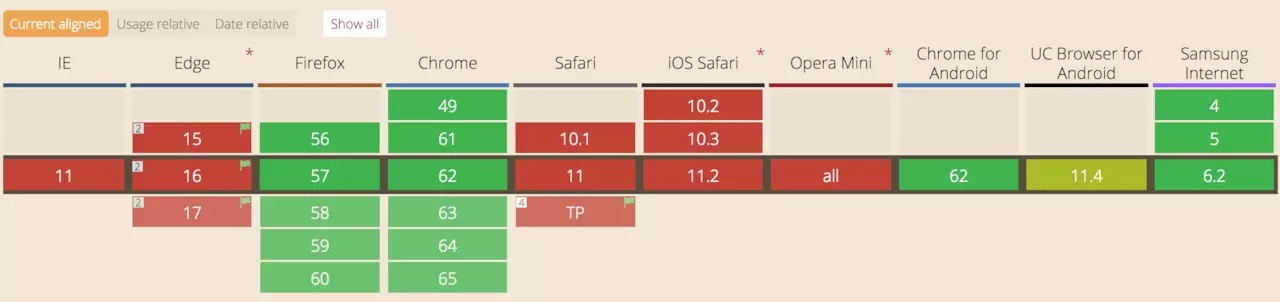 Current aligned Usage relative Date relative Show all
IE Edge * Firefox Chrome Safari iOS Safari * Opera Mini * Chrome for Android UC Browser for Android Samsung Internet
49 10.2 4
2 15 56 61 10.1 10.3 5
11 2 16 57 62 11 11.2 all 62 11.4 6.2
2 17 58 63 4 TP
59 64
60 65